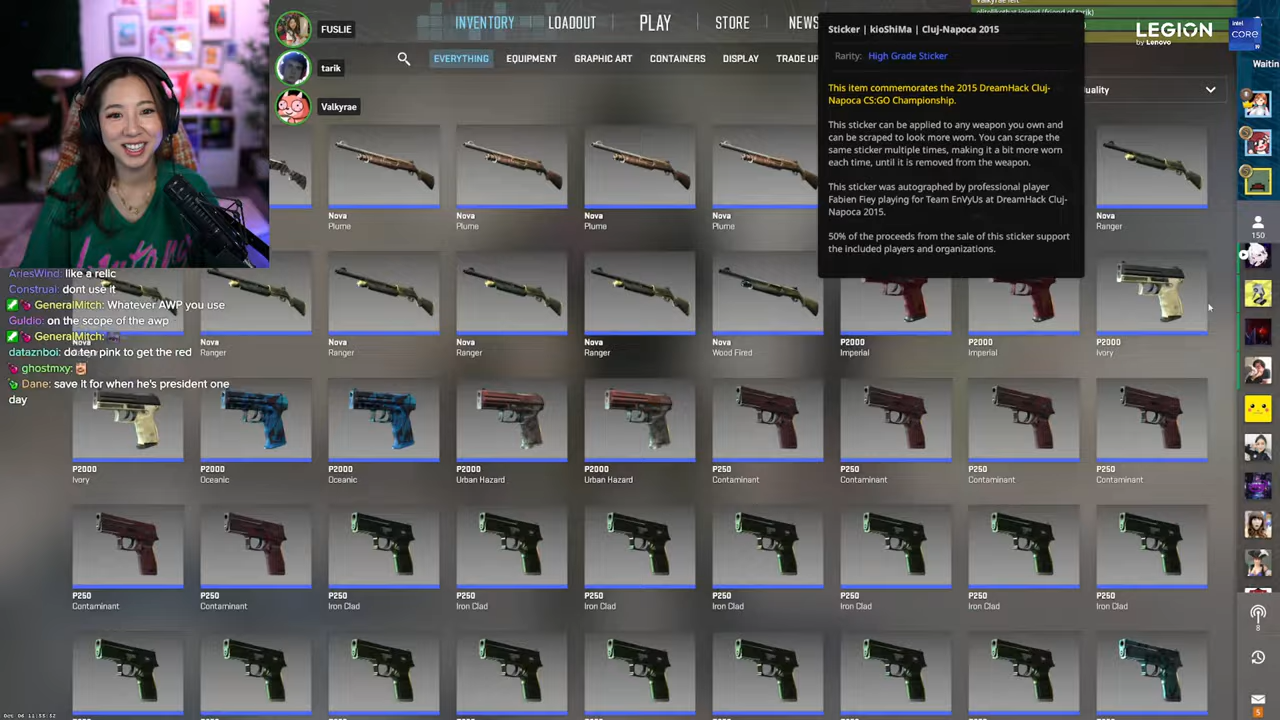 FUSLIE
tarik
Valkyrae
INVENTORY
LOADOUT
PLAY
STORE
NEWS
EVERYTHING
EQUIPMENT
GRAPHIC ART
CONTAINERS
DISPLAY
TRADE UP
Sticker | kioShiMa | Cluj-Napoca 2015
Rarity: High Grade Sticker
This item commemorates the 2015 DreamHack Cluj-
Napoca CS:GO Championship.
This sticker can be applied to any weapon you own and
can be scraped to look more worn. You can scrape the
same sticker multiple times, making it a bit more worn
each time, until it is removed from the weapon.
This sticker was autographed by professional player
Fabien Fiey playing for Team EnVyUs at DreamHack Cluj-
Napoca 2015.
50% of the proceeds from the sale of this sticker support
the included players and organizations.
LEGION
by Lenovo
intel
CORE
i9
Waitin
uality
150
Nova
Plume
Nova
Plume
Nova
Plume
Nova
Plume
Nova
Ranger
AriesWind: like a relic
Construal: dont use it
GeneralMitch: Whatever AWP you use
Guldio: on the scope of the awp
GeneralMitch:
dataznboi: do ten pink to get the red
ghostmxy:
Dane: save it for when he's president one
day
Nova
Ranger
Nova
Ranger
Nova
Ranger
Nova
Ranger
Nova
Ranger
Nova
Wood Fired
P2000
Imperial
P2000
Imperial
P2000
Ivory
P2000
Ivory
P2000
Oceanic
P2000
Oceanic
P2000
Urban Hazard
P2000
Urban Hazard
P250
Contaminant
P250
Contaminant
P250
Contaminant
P250
Contaminant
P250
Contaminant
P250
Contaminant
P250
Iron Clad
P250
Iron Clad
P250
Iron Clad
P250
Iron Clad
P250
Iron Clad
P250
Iron Clad
P250
Iron Clad
8
5